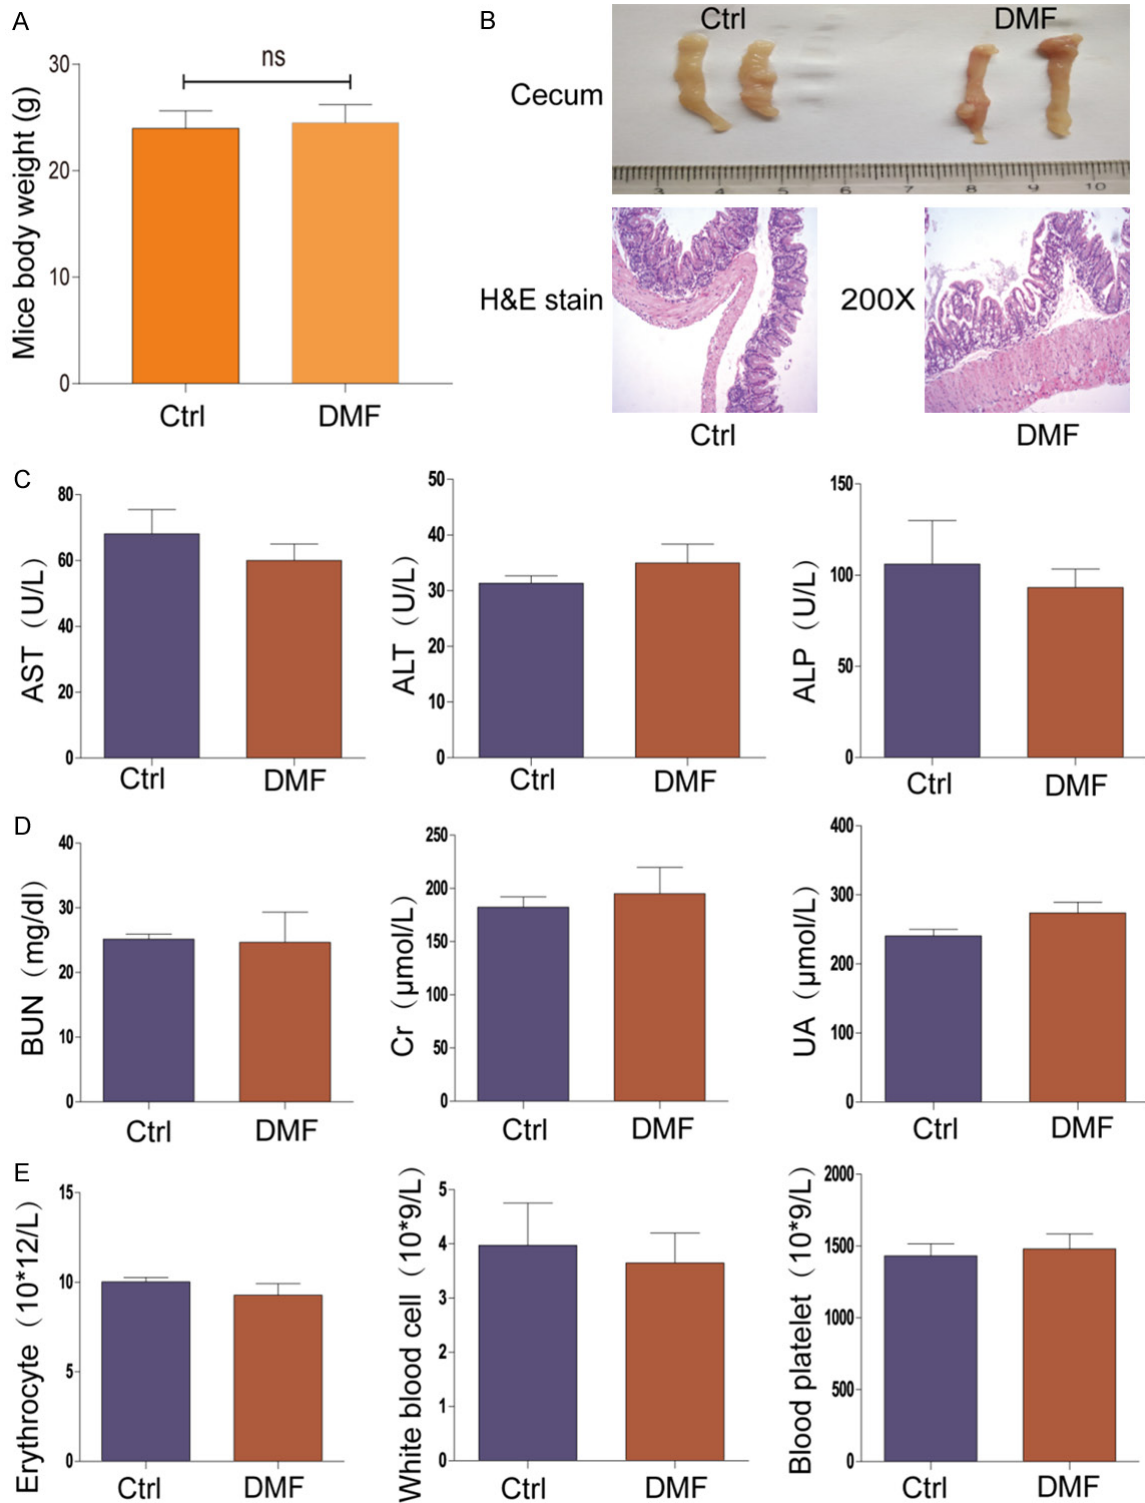 A
Mice body weight (g)
30
20
10
0
ns
Ctrl
DMF
B
Ctrl
DMF
Cecum
3 4 5 6 7 8 9 10
H&E stain
200X
Ctrl
DMF
C
AST (U/L)
80
60
40
20
0
Ctrl
DMF
ALT (U/L)
50
40
30
20
10
0
Ctrl
DMF
ALP (U/L)
150
100
50
0
Ctrl
DMF
D
BUN (mg/dl)
40
30
20
10
0
Ctrl
DMF
Cr (μmol/L)
250
200
150
100
50
0
Ctrl
DMF
UA (μmol/L)
400
300
200
100
0
Ctrl
DMF
E
Erythrocyte (10*12/L)
15
10
5
0
Ctrl
DMF
White blood cell (10*9/L)
5
4
3
2
1
0
Ctrl
DMF
Blood platelet (10*9/L)
2000
1500
1000
500
0
Ctrl
DMF